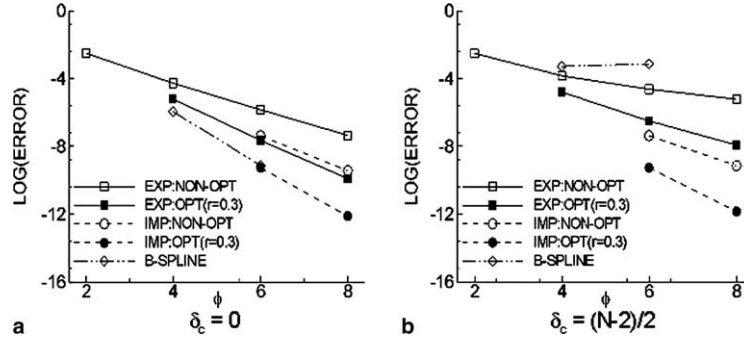 0
-4
-8
-12
-16
LOG(ERROR)
EXP:NON-OPT
EXP:OPT(r=0.3)
IMP:NON-OPT
IMP:OPT(r=0.3)
B-SPLINE
2
4
6
8
ϕ
a
δc = 0
0
-4
-8
-12
-16
LOG(ERROR)
EXP:NON-OPT
EXP:OPT(r=0.3)
IMP:NON-OPT
IMP:OPT(r=0.3)
B-SPLINE
2
4
6
8
ϕ
b
δc = (N-2)/2